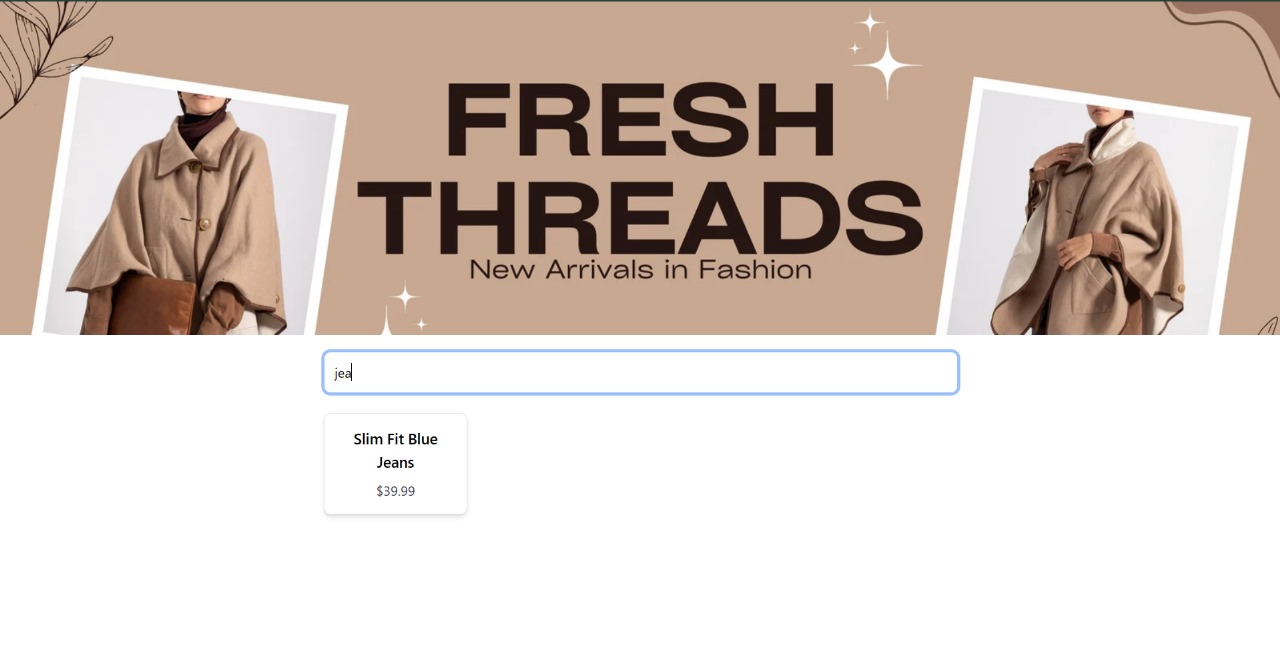 FRESH
THREADS
New Arrivals in Fashion
jea
Slim Fit Blue
Jeans
$39.99